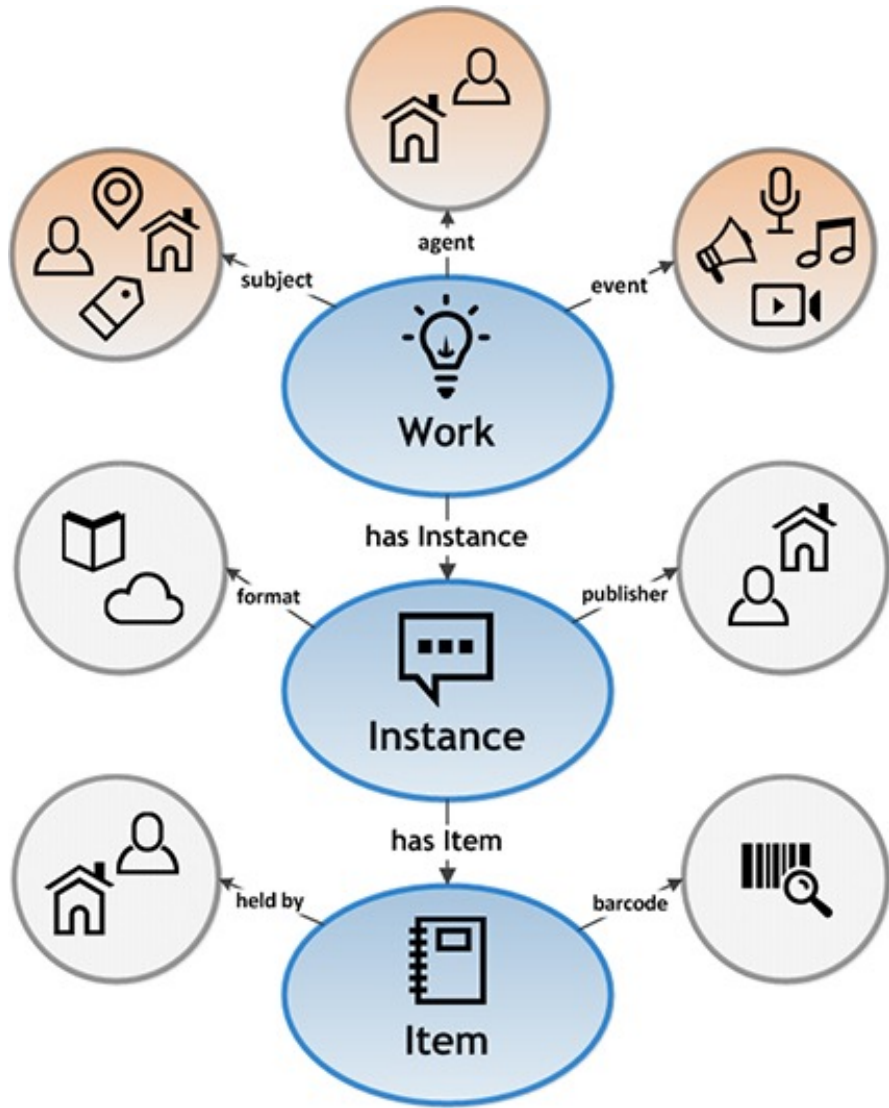 agent
subject
event
Work
has Instance
format
publisher
Instance
has Item
held by
barcode
Item